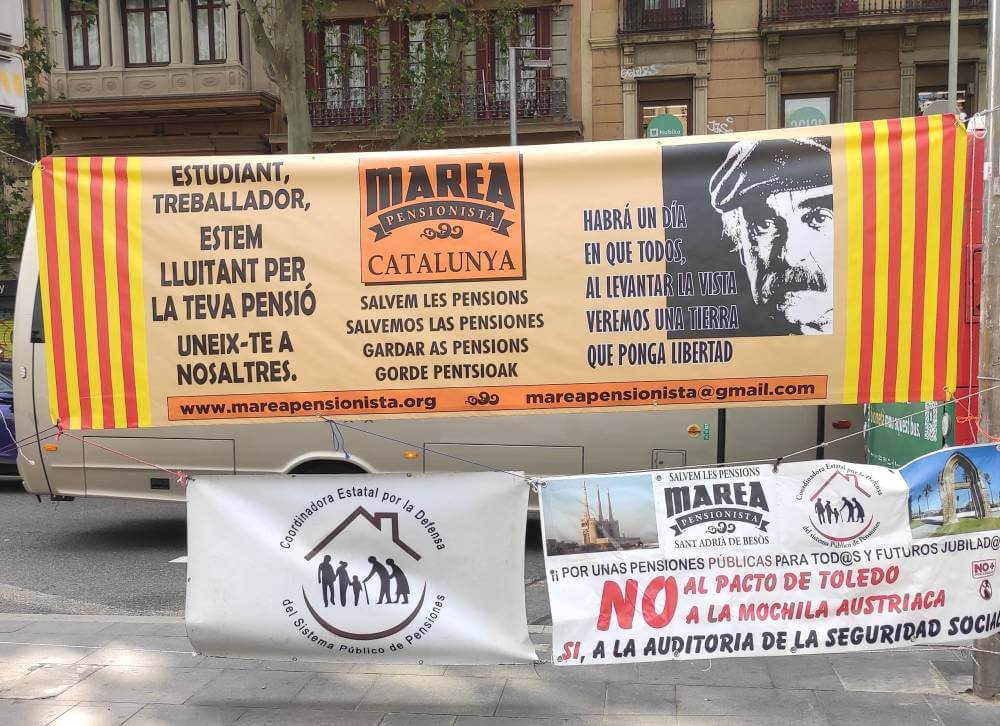 ESTUDIANT,
TREBALLADOR,
ESTEM
LLUITANT PER
LA TEVA PENSIÓ
UNEIX-TE A
NOSALTRES.
MAREA
PENSIONISTA
CATALUNYA
SALVEM LES PENSIONS
SALVEMOS LAS PENSIONES
GARDAR AS PENSIONS
GORDE PENTSIOAK
HABRÁ UN DÍA
EN QUE TODOS,
AL LEVANTAR LA VISTA
VEREMOS UNA TIERRA
QUE PONGA LIBERTAD
www.mareapensionista.org
mareapensionista@gmail.com
Coordinadora Estatal por la Defensa
del Sistema Público de Pensiones
SALVEM LES PENSIONS
MAREA
PENSIONISTA
SANT ADRIÀ DE BESÒS
Coordinadora Estatal por la Defensa
del sistema Público de Pensiones
¡¡ POR UNAS PENSIONES PÚBLICAS PARA TOD@S Y FUTUROS JUBILAD@
NO AL PACTO DE TOLEDO
A LA MOCHILA AUSTRIACA
SI, A LA AUDITORIA DE LA SEGURIDAD SOCIAL
NO+
Nubika